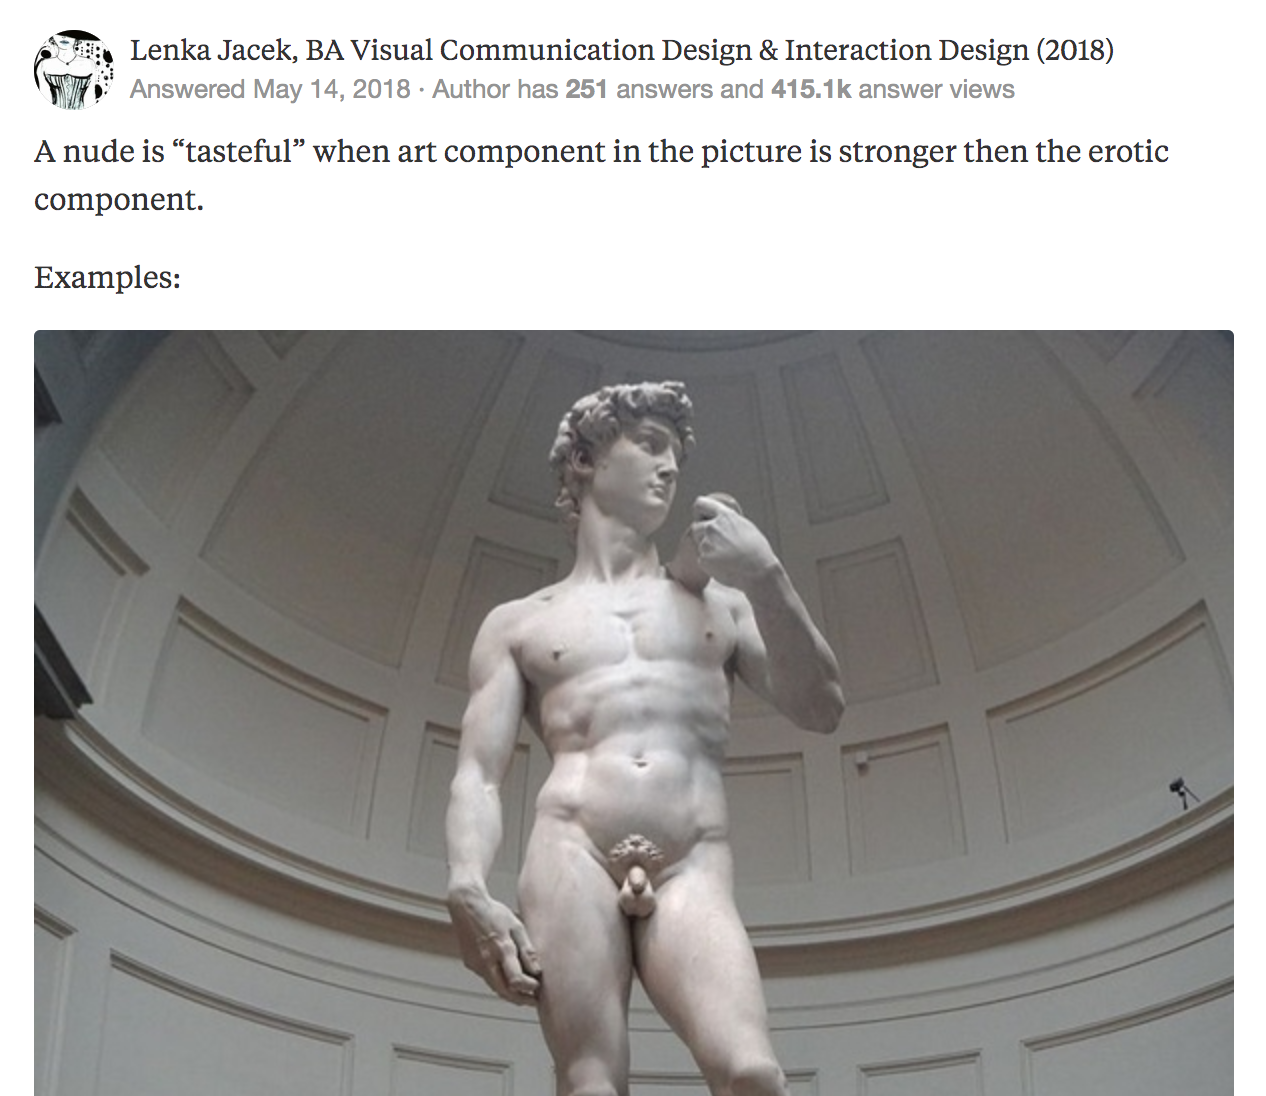 Lenka Jacek, BA Visual Communication Design & Interaction Design (2018)
Answered May 14, 2018 · Author has 251 answers and 415.1k answer views
A nude is “tasteful” when art component in the picture is stronger then the erotic
component.
Examples: